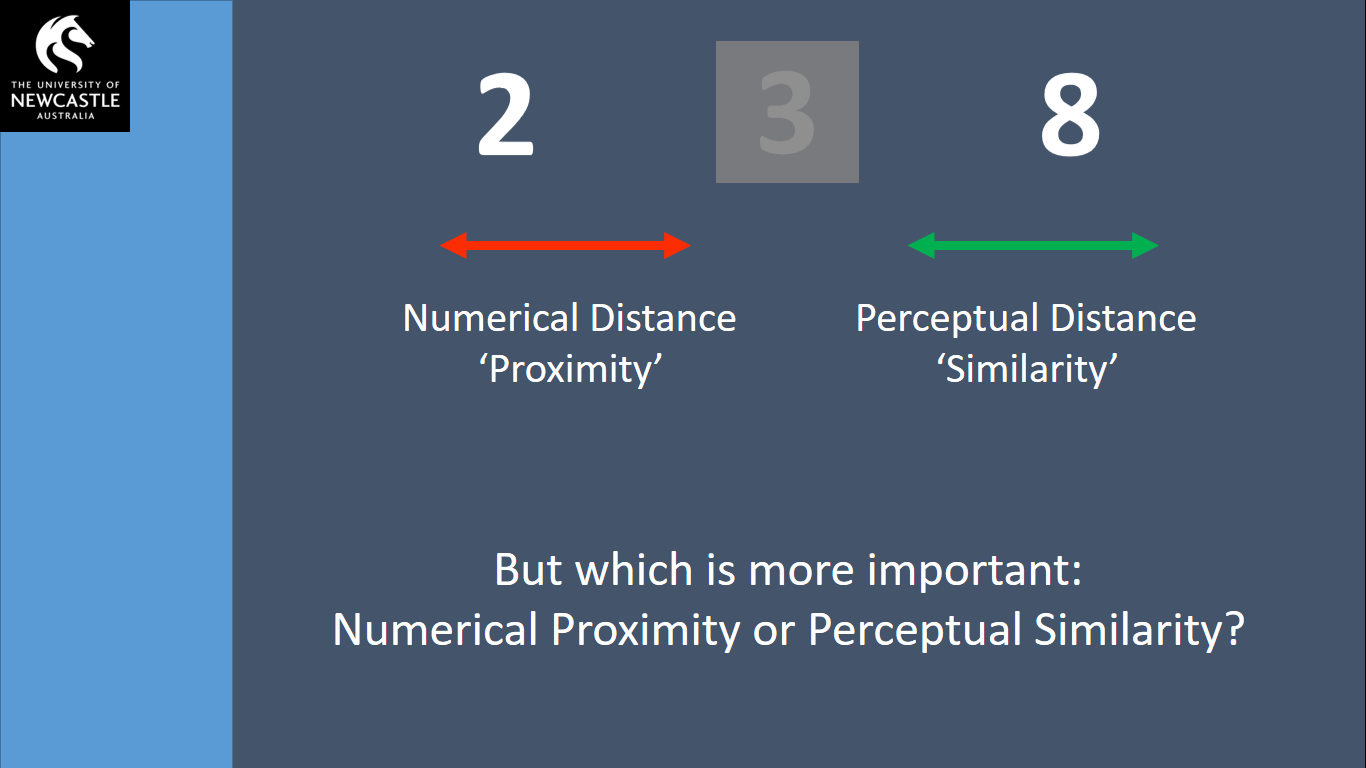 THE UNIVERSITY OF
NEWCASTLE
AUSTRALIA
2 3 8
Numerical Distance
‘Proximity’
Perceptual Distance
‘Similarity’
But which is more important:
Numerical Proximity or Perceptual Similarity?